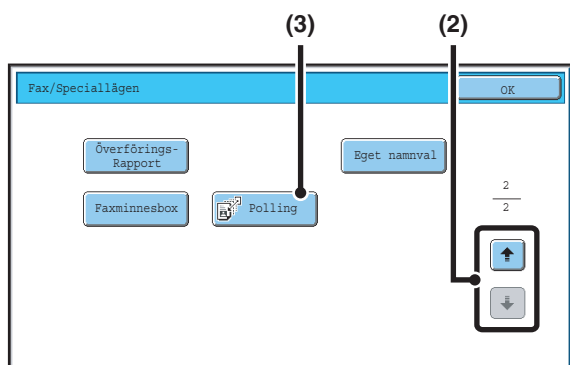 (3)
(2)
Fax/Speciallägen
OK
Överförings-
Rapport
Eget namnval
Faxminnesbox
Polling
2
2